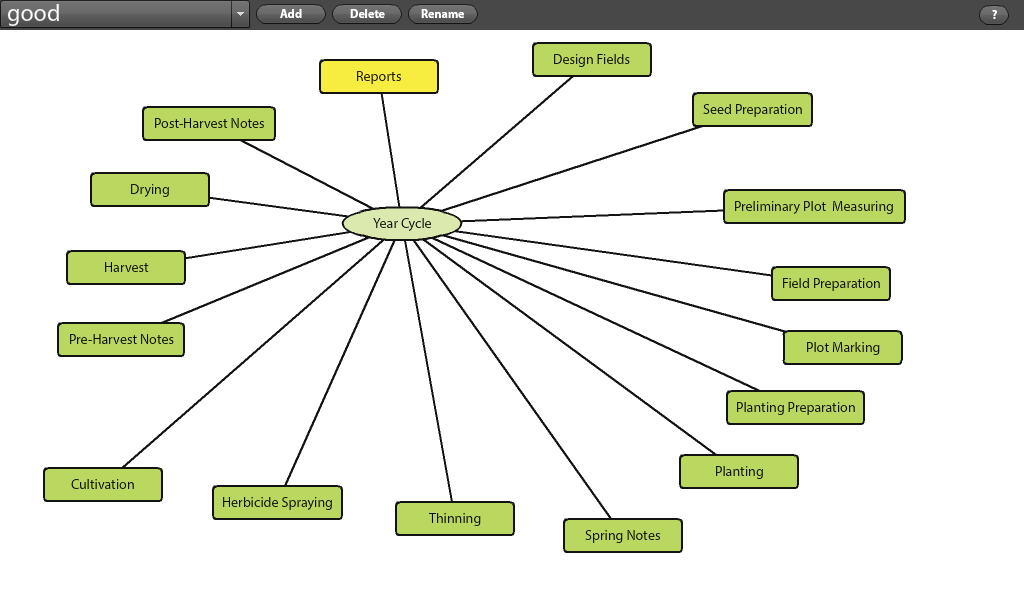 good
Add
Delete
Rename
?
Design Fields
Reports
Seed Preparation
Post-Harvest Notes
Drying
Preliminary Plot  Measuring
Year Cycle
Harvest
Field Preparation
Pre-Harvest Notes
Plot Marking
Planting Preparation
Planting
Cultivation
Herbicide Spraying
Thinning
Spring Notes